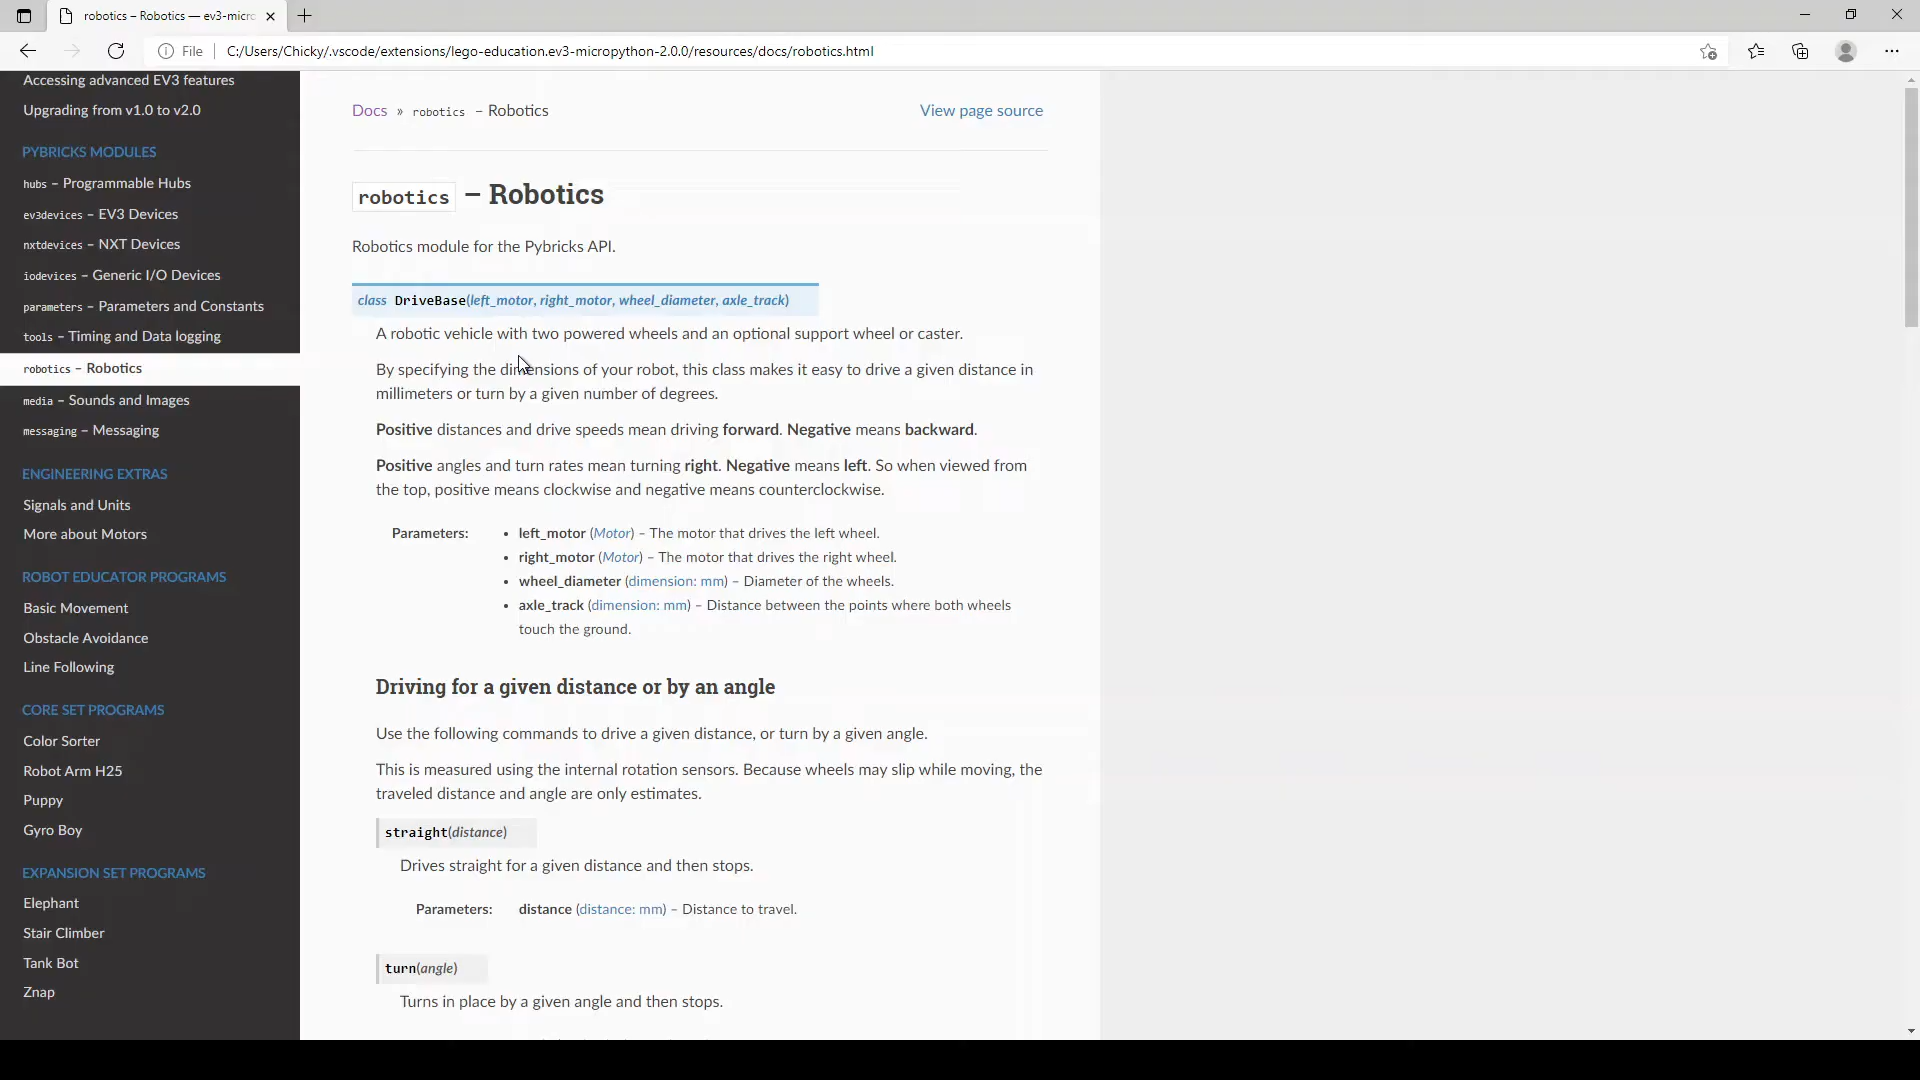 robotics – Robotics — ev3-micro
File
C:/Users/Chicky/.vscode/extensions/lego-education.ev3-micropython-2.0.0/resources/docs/robotics.html
Accessing advanced EV3 features
Upgrading from v1.0 to v2.0
PYBRICKS MODULES
hubs – Programmable Hubs
ev3devices – EV3 Devices
nxtdevices – NXT Devices
iodevices – Generic I/O Devices
parameters – Parameters and Constants
tools – Timing and Data logging
robotics – Robotics
media – Sounds and Images
messaging – Messaging
ENGINEERING EXTRAS
Signals and Units
More about Motors
ROBOT EDUCATOR PROGRAMS
Basic Movement
Obstacle Avoidance
Line Following
CORE SET PROGRAMS
Color Sorter
Robot Arm H25
Puppy
Gyro Boy
EXPANSION SET PROGRAMS
Elephant
Stair Climber
Tank Bot
Znap
Docs » robotics – Robotics
View page source
robotics – Robotics
Robotics module for the Pybricks API.
class DriveBase(left_motor, right_motor, wheel_diameter, axle_track)
A robotic vehicle with two powered wheels and an optional support wheel or caster.
By specifying the dimensions of your robot, this class makes it easy to drive a given distance in
millimeters or turn by a given number of degrees.
Positive distances and drive speeds mean driving forward. Negative means backward.
Positive angles and turn rates mean turning right. Negative means left. So when viewed from
the top, positive means clockwise and negative means counterclockwise.
Parameters:
• left_motor (Motor) – The motor that drives the left wheel.
• right_motor (Motor) – The motor that drives the right wheel.
• wheel_diameter (dimension: mm) – Diameter of the wheels.
• axle_track (dimension: mm) – Distance between the points where both wheels
touch the ground.
Driving for a given distance or by an angle
Use the following commands to drive a given distance, or turn by a given angle.
This is measured using the internal rotation sensors. Because wheels may slip while moving, the
traveled distance and angle are only estimates.
straight(distance)
Drives straight for a given distance and then stops.
Parameters: distance (distance: mm) – Distance to travel.
turn(angle)
Turns in place by a given angle and then stops.